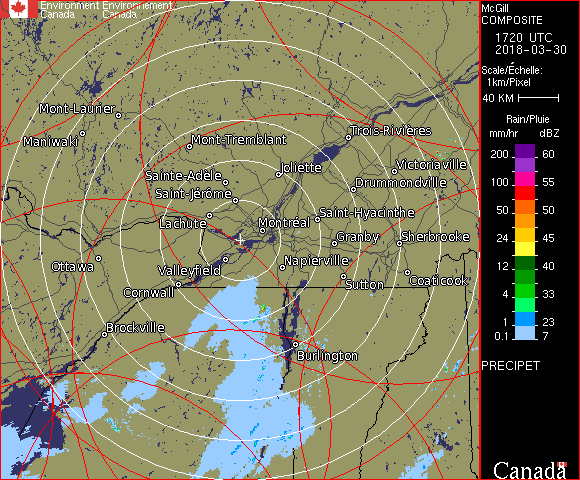 Environment Environnement
Canada Canada
McGill
COMPOSITE
1720 UTC
2018-03-30
Scale/Échelle:
1km/Pixel
40 KM
Rain/Pluie
mm/hr dBZ
200 60
100 55
50 50
24 45
12 40
4 33
1 23
0.1 7
PRECIPET
Canada
Mont-Laurier
Maniwaki
Mont-Tremblant
Trois-Rivières
Sainte-Adèle
Joliette
Victoriaville
Saint-Jérôme
Drummondville
Lachute
Montréal
Saint-Hyacinthe
Granby
Sherbrooke
Ottawa
Valleyfield
Napierville
Cornwall
Sutton
Coaticook
Brockville
Burlington